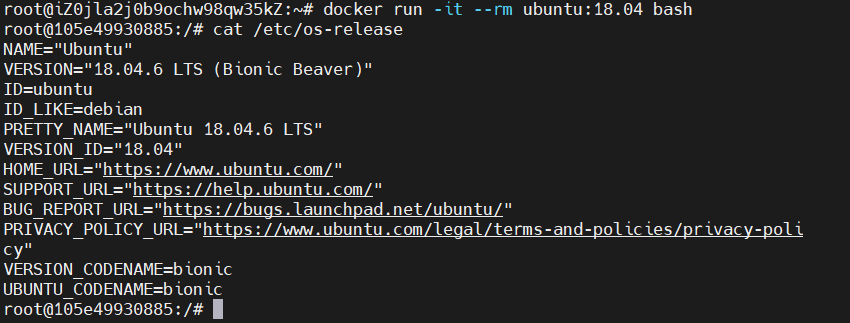 root@iZ0jla2j0b9ochw98qw35kZ:~# docker run -it --rm ubuntu:18.04 bash
root@105e49930885:/# cat /etc/os-release
NAME="Ubuntu"
VERSION="18.04.6 LTS (Bionic Beaver)"
ID=ubuntu
ID_LIKE=debian
PRETTY_NAME="Ubuntu 18.04.6 LTS"
VERSION_ID="18.04"
HOME_URL="https://www.ubuntu.com/"
SUPPORT_URL="https://help.ubuntu.com/"
BUG_REPORT_URL="https://bugs.launchpad.net/ubuntu/"
PRIVACY_POLICY_URL="https://www.ubuntu.com/legal/terms-and-policies/privacy-poli
cy"
VERSION_CODENAME=bionic
UBUNTU_CODENAME=bionic
root@105e49930885:/#